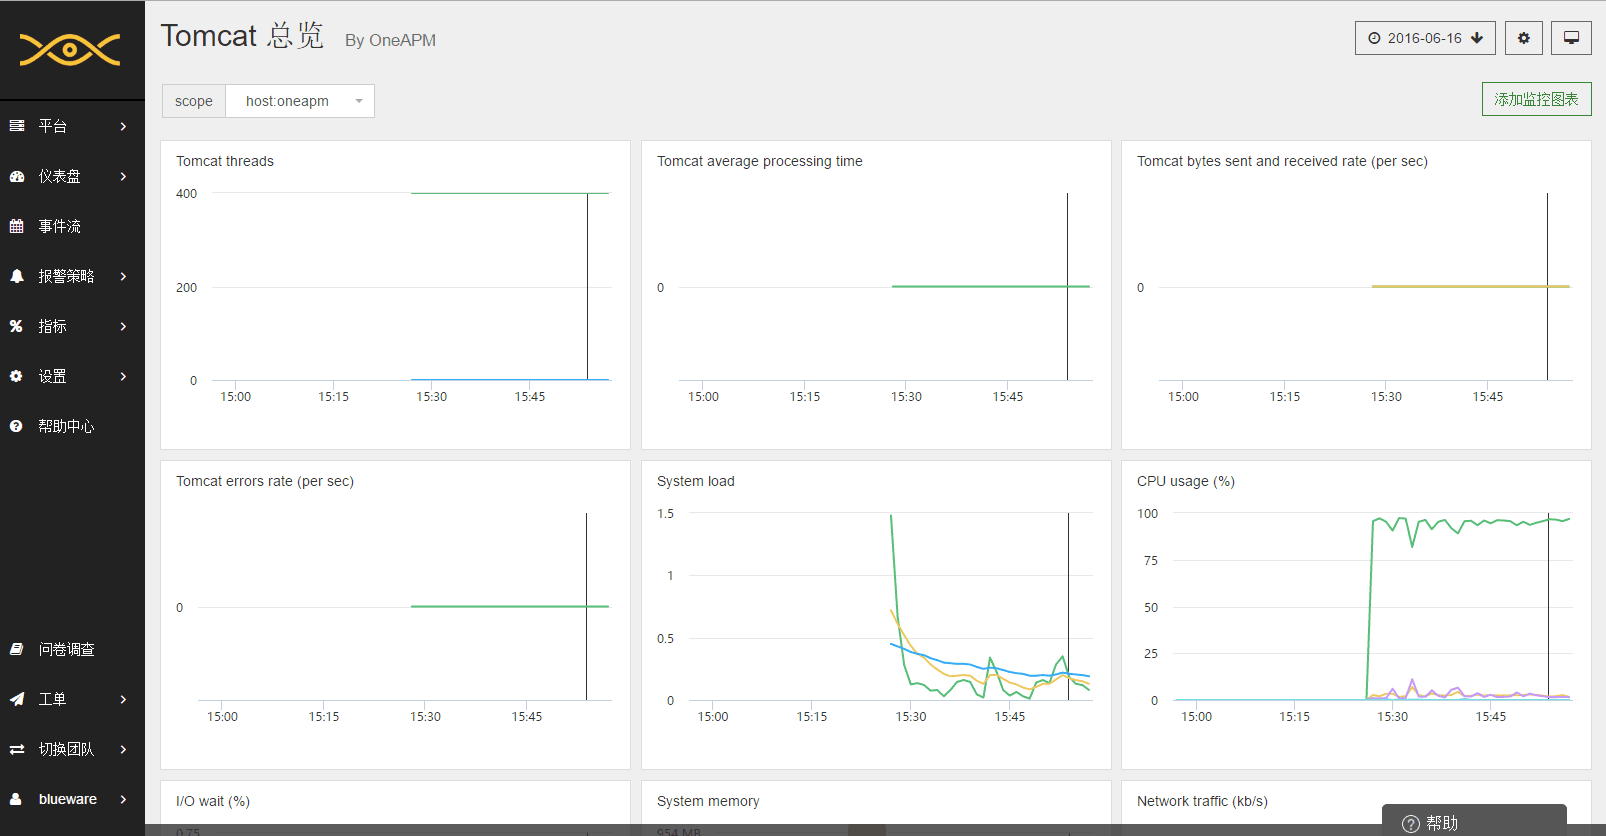 Tomcat 总览 By OneAPM
2016-06-16
scope host:oneapm
添加监控图表
平台
仪表盘
事件流
报警策略
指标
设置
帮助中心
问卷调查
工单
切换团队
blueware
Tomcat threads
400
200
0
15:00 15:15 15:30 15:45
Tomcat average processing time
0
15:00 15:15 15:30 15:45
Tomcat bytes sent and received rate (per sec)
0
15:00 15:15 15:30 15:45
Tomcat errors rate (per sec)
0
15:00 15:15 15:30 15:45
System load
1.5
1
0.5
0
15:00 15:15 15:30 15:45
CPU usage (%)
100
75
50
25
0
15:00 15:15 15:30 15:45
I/O wait (%)
0.75
System memory
954 MB
Network traffic (kb/s)
帮助